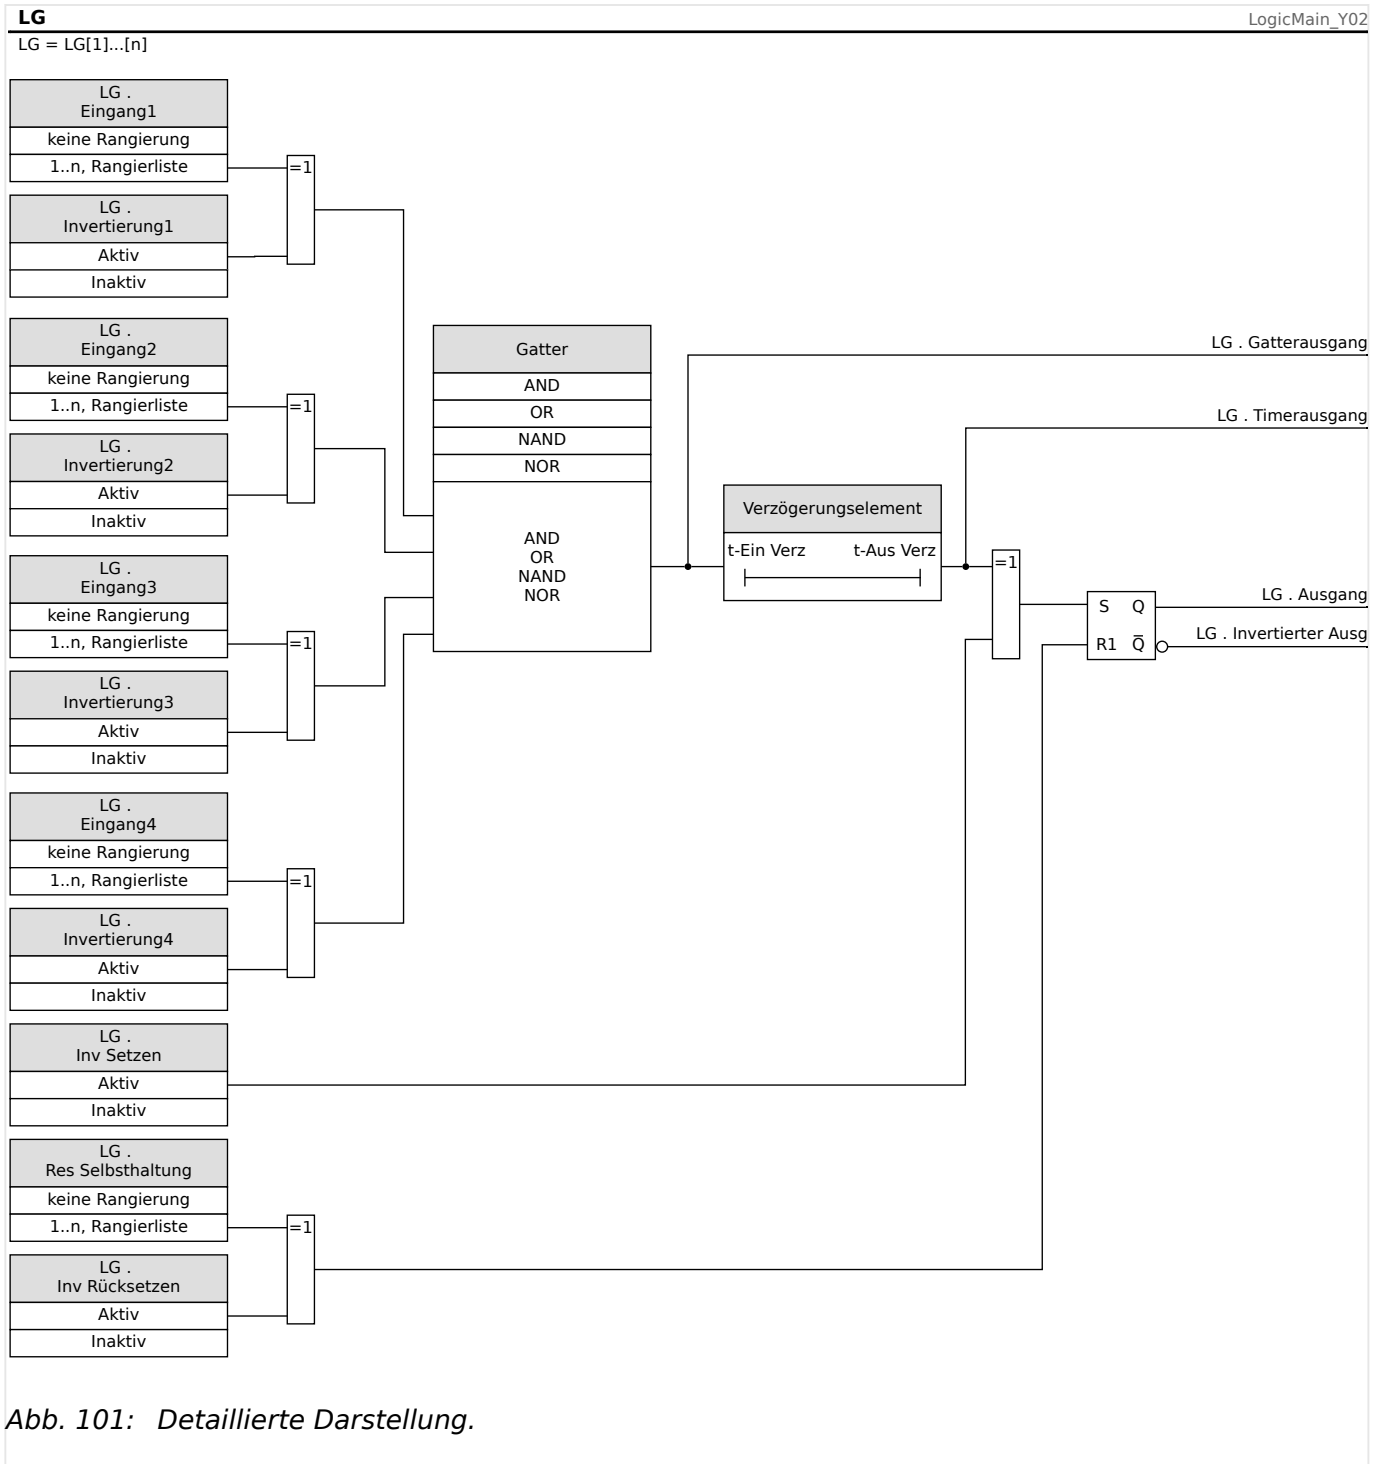 LG
LogicMain_Y02
LG = LG[1]...[n]
LG .
Eingang1
keine Rangierung
1..n, Rangierliste
=1
LG .
Invertierung1
Aktiv
Inaktiv
LG .
Eingang2
keine Rangierung
1..n, Rangierliste
=1
LG .
Invertierung2
Aktiv
Inaktiv
LG .
Eingang3
keine Rangierung
1..n, Rangierliste
=1
LG .
Invertierung3
Aktiv
Inaktiv
LG .
Eingang4
keine Rangierung
1..n, Rangierliste
=1
LG .
Invertierung4
Aktiv
Inaktiv
LG .
Inv Setzen
Aktiv
Inaktiv
LG .
Res Selbsthaltung
keine Rangierung
1..n, Rangierliste
=1
LG .
Inv Rücksetzen
Aktiv
Inaktiv
Gatter
AND
OR
NAND
NOR
AND
OR
NAND
NOR
Verzögerungselement
t-Ein Verz t-Aus Verz
=1
S Q
R1 Q̅
LG . Gatterausgang
LG . Timerausgang
LG . Ausgang
LG . Invertierter Ausg
Abb. 101: Detaillierte Darstellung.